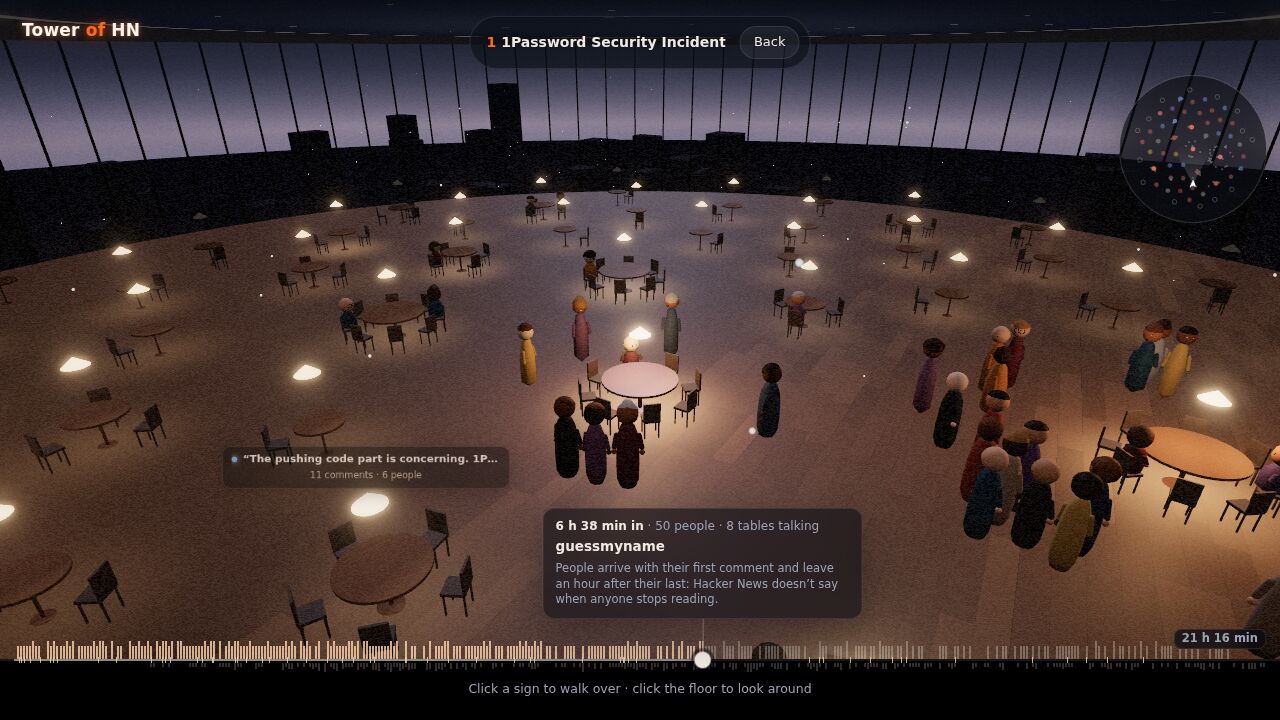 Tower of HN
1 1Password Security Incident Back
“The pushing code part is concerning. 1P…
11 comments · 6 people
6 h 38 min in · 50 people · 8 tables talking
guessmyname
People arrive with their first comment and leave
an hour after their last: Hacker News doesn’t say
when anyone stops reading.
21 h 16 min
Click a sign to walk over · click the floor to look around